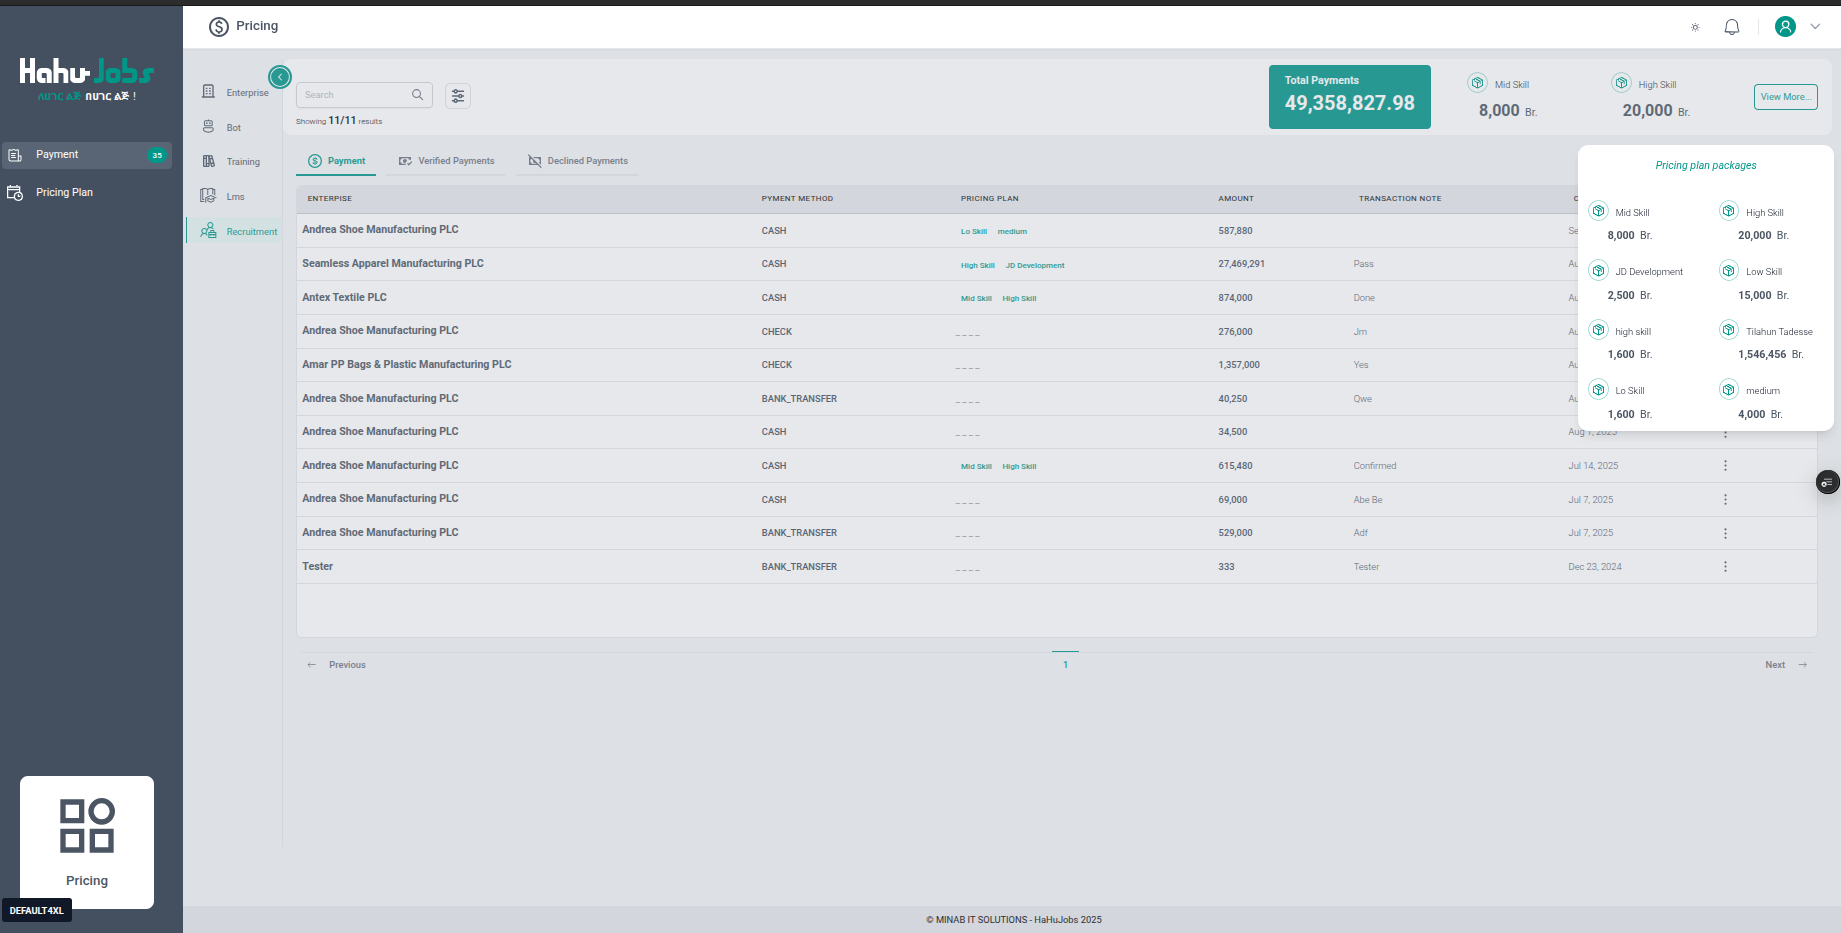 Pricing
Hahu Jobs
ለሀገር ልጅ በሀገር ልጅ !
Payment 35
Pricing Plan
Enterprise
Bot
Training
Lms
Recruitment
Search
Showing 11/11 results
Total Payments
49,358,827.98
Mid Skill
8,000 Br.
High Skill
20,000 Br.
View More...
Payment Verified Payments Declined Payments
ENTERPISE PYMENT METHOD PRICING PLAN AMOUNT TRANSACTION NOTE
Andrea Shoe Manufacturing PLC CASH Lo Skill medium 587,880 Se
Seamless Apparel Manufacturing PLC CASH High Skill JD Development 27,469,291 Pass Au
Antex Textile PLC CASH Mid Skill High Skill 874,000 Done Au
Andrea Shoe Manufacturing PLC CHECK _ _ _ _ 276,000 Jm Au
Amar PP Bags & Plastic Manufacturing PLC CHECK _ _ _ _ 1,357,000 Yes Au
Andrea Shoe Manufacturing PLC BANK_TRANSFER _ _ _ _ 40,250 Qwe Au
Andrea Shoe Manufacturing PLC CASH _ _ _ _ 34,500 Aug 1, 2025
Andrea Shoe Manufacturing PLC CASH Mid Skill High Skill 615,480 Confirmed Jul 14, 2025
Andrea Shoe Manufacturing PLC CASH _ _ _ _ 69,000 Abe Be Jul 7, 2025
Andrea Shoe Manufacturing PLC BANK_TRANSFER _ _ _ _ 529,000 Adf Jul 7, 2025
Tester BANK_TRANSFER _ _ _ _ 333 Tester Dec 23, 2024
Previous 1 Next
Pricing plan packages
Mid Skill High Skill
8,000 Br. 20,000 Br.
JD Development Low Skill
2,500 Br. 15,000 Br.
high skill Tilahun Tadesse
1,600 Br. 1,546,456 Br.
Lo Skill medium
1,600 Br. 4,000 Br.
Pricing
DEFAULT4XL
© MINAB IT SOLUTIONS - HaHuJobs 2025